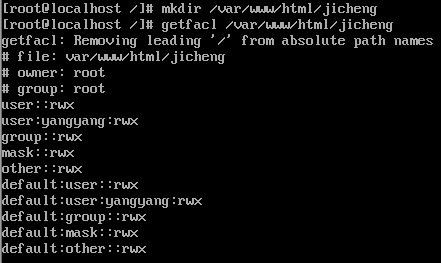 [root@localhost /]# mkdir /var/www/html/jicheng
[root@localhost /]# getfacl /var/www/html/jicheng
getfacl: Removing leading '/' from absolute path names
# file: var/www/html/jicheng
# owner: root
# group: root
user::rwx
user:yangyang:rwx
group::rwx
mask::rwx
other::rwx
default:user::rwx
default:user:yangyang:rwx
default:group::rwx
default:mask::rwx
default:other::rwx